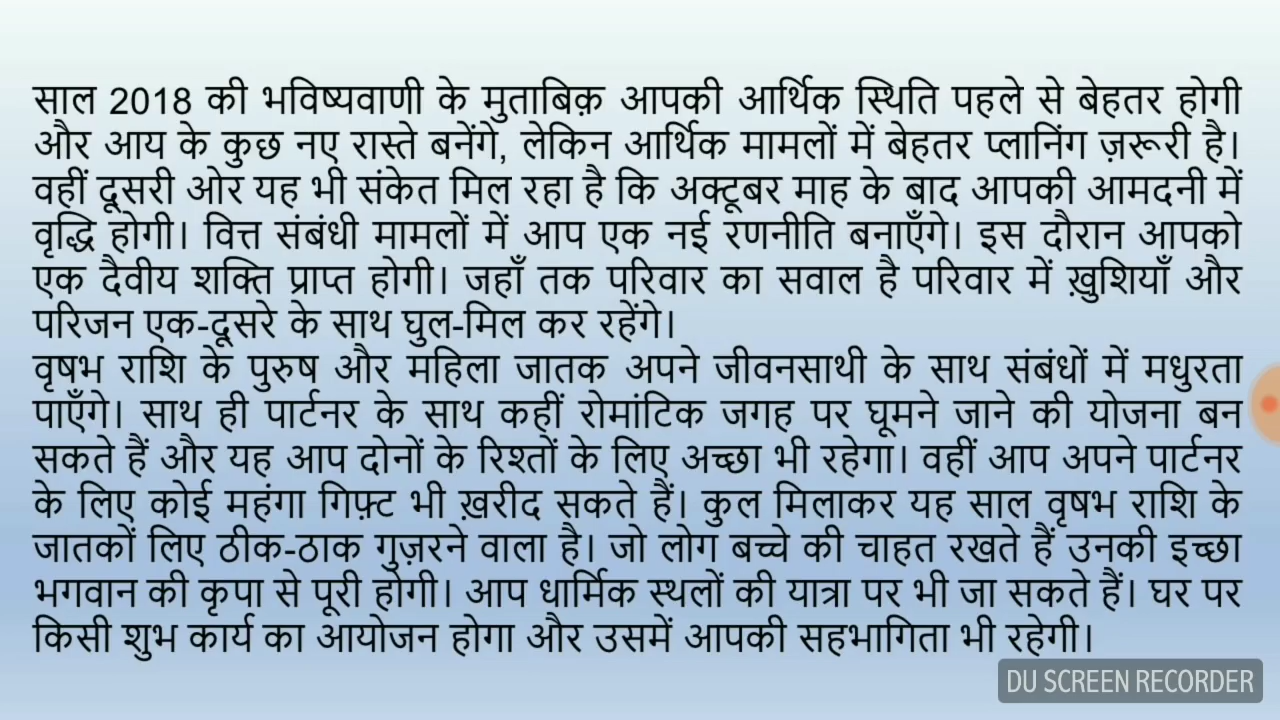 साल 2018 की भविष्यवाणी के मुताबिक़ आपकी आर्थिक स्थिति पहले से बेहतर होगी
और आय के कुछ नए रास्ते बनेंगे, लेकिन आर्थिक मामलों में बेहतर प्लानिंग ज़रूरी है।
वहीं दूसरी ओर यह भी संकेत मिल रहा है कि अक्टूबर माह के बाद आपकी आमदनी में
वृद्धि होगी। वित्त संबंधी मामलों में आप एक नई रणनीति बनाएँगे। इस दौरान आपको
एक दैवीय शक्ति प्राप्त होगी। जहाँ तक परिवार का सवाल है परिवार में ख़ुशियाँ और
परिजन एक-दूसरे के साथ घुल-मिल कर रहेंगे।
वृषभ राशि के पुरुष और महिला जातक अपने जीवनसाथी के साथ संबंधों में मधुरता
पाएँगे। साथ ही पार्टनर के साथ कहीं रोमांटिक जगह पर घूमने जाने की योजना बन
सकते हैं और यह आप दोनों के रिश्तों के लिए अच्छा भी रहेगा। वहीं आप अपने पार्टनर
के लिए कोई महंगा गिफ़्ट भी ख़रीद सकते हैं। कुल मिलाकर यह साल वृषभ राशि के
जातकों लिए ठीक-ठाक गुज़रने वाला है। जो लोग बच्चे की चाहत रखते हैं उनकी इच्छा
भगवान की कृपा से पूरी होगी। आप धार्मिक स्थलों की यात्रा पर भी जा सकते हैं। घर पर
किसी शुभ कार्य का आयोजन होगा और उसमें आपकी सहभागिता भी रहेगी।
DU SCREEN RECORDER